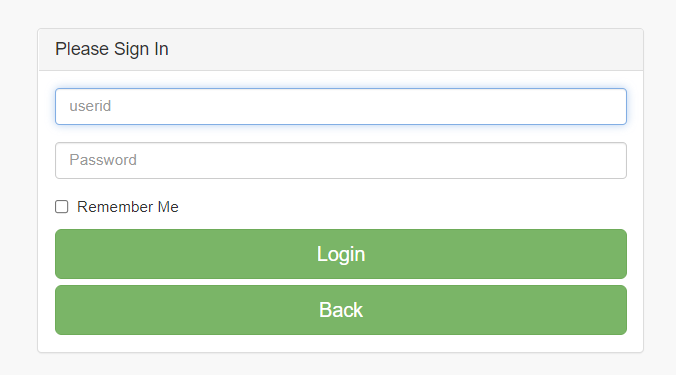 Please Sign In
userid
Password
Remember Me
Login
Back